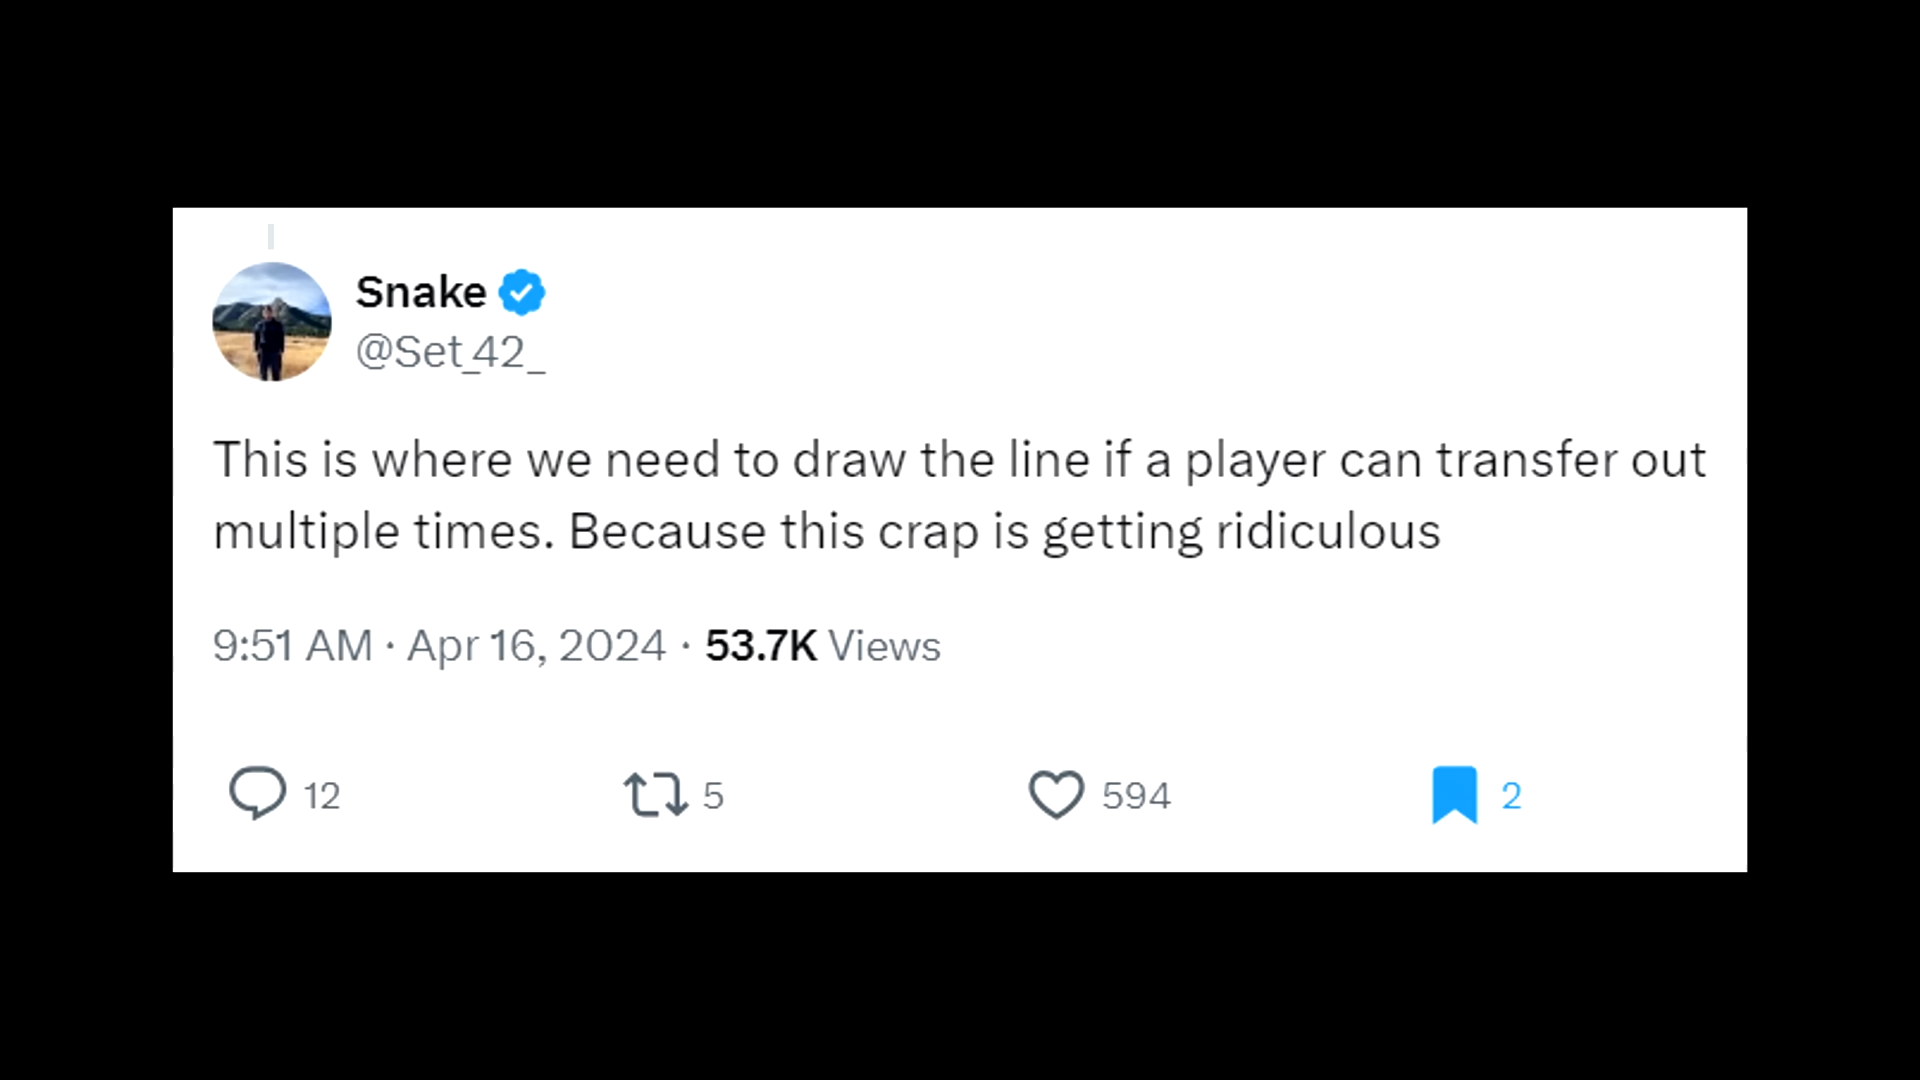 Snake
@Set_42_
This is where we need to draw the line if a player can transfer out
multiple times. Because this crap is getting ridiculous
9:51 AM · Apr 16, 2024 · 53.7K Views
12 5 594 2